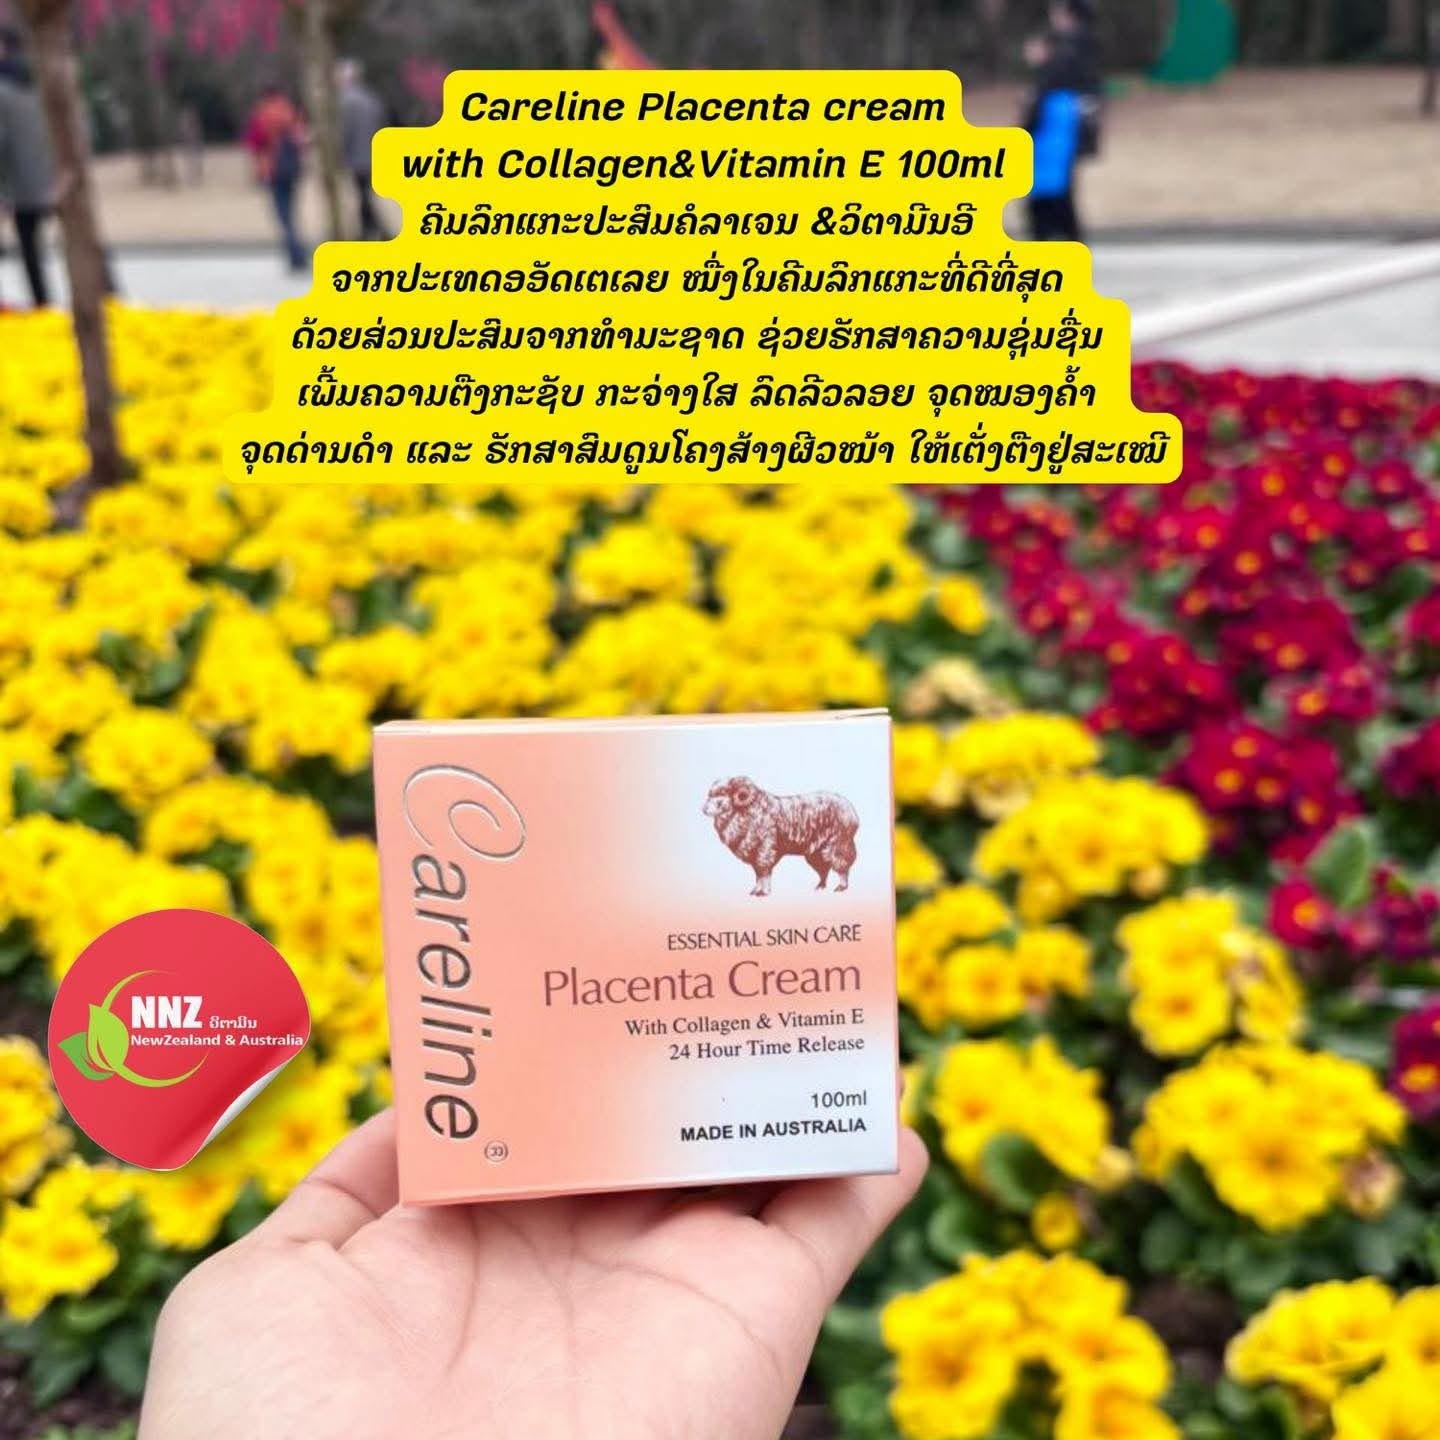 Careline Placenta cream
with Collagen&Vitamin E 100ml
ຄີມລົກແກະປະສົມຄໍລາເຈນ &ວິຕາມີນອີ
ຈາກປະເທດອອັດເຕເລຍ ໜຶ່ງໃນຄີມລົກແກະທີ່ດີທີ່ສຸດ
ດ້ວຍສ່ວນປະສົມຈາກທຳມະຊາດ ຊ່ວຍຮັກສາຄວາມຊຸ່ມຊື່ນ
ເພີ້ມຄວາມຕືງກະຊັບ ກະຈ່າງໃສ ລົດລີວລອຍ ຈຸດໝອງຄ້ຳ
ຈຸດດ່ານດຳ ແລະ ຮັກສາສົມດູນໂຄງສ້າງຜີວໜ້າ ໃຫ້ເຕັ່ງຕືງຢູ່ສະເໝີ
Careline
ESSENTIAL SKIN CARE
Placenta Cream
With Collagen & Vitamin E
24 Hour Time Release
100ml
MADE IN AUSTRALIA
NNZ ວິຕາມິນ
NewZealand & Australia